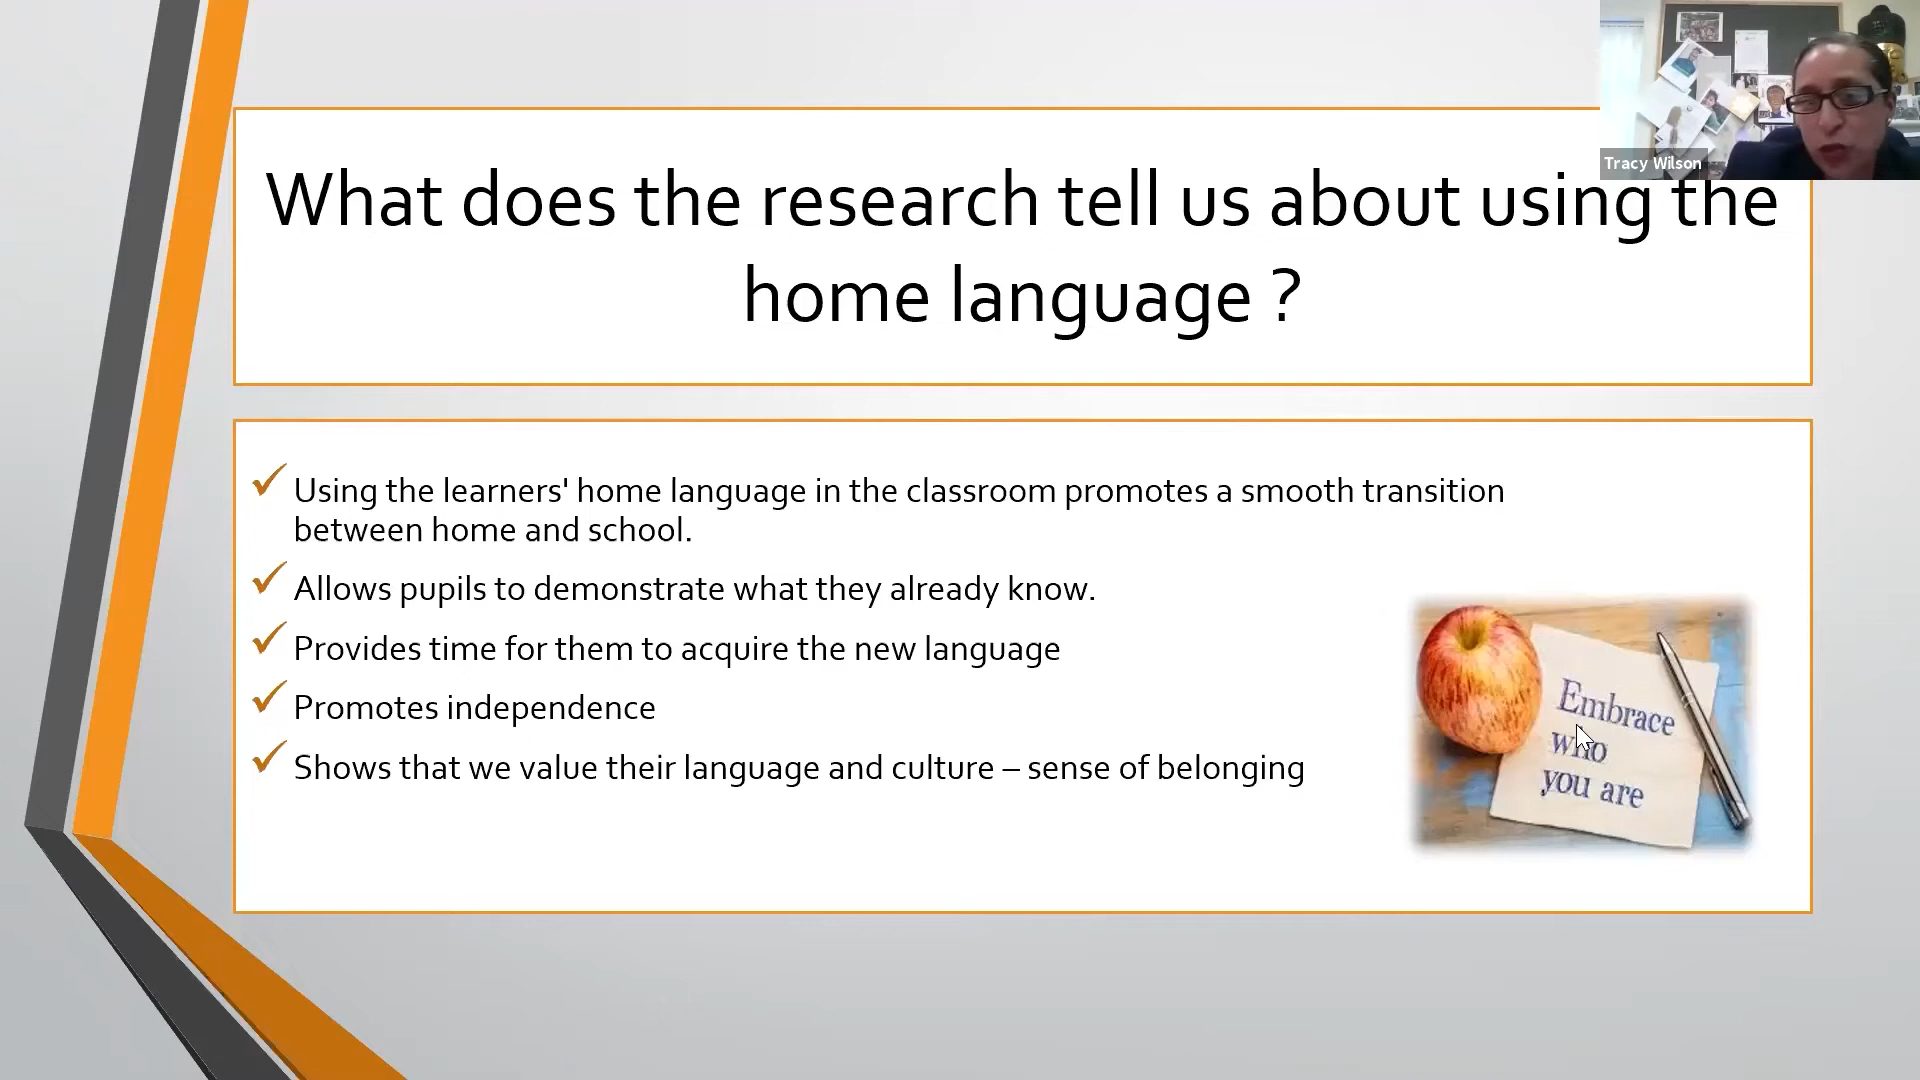 Tracy Wilson
What does the research tell us about using the
home language ?
Using the learners' home language in the classroom promotes a smooth transition
between home and school.
Allows pupils to demonstrate what they already know.
Provides time for them to acquire the new language
Promotes independence
Shows that we value their language and culture – sense of belonging
Embrace
who
you are